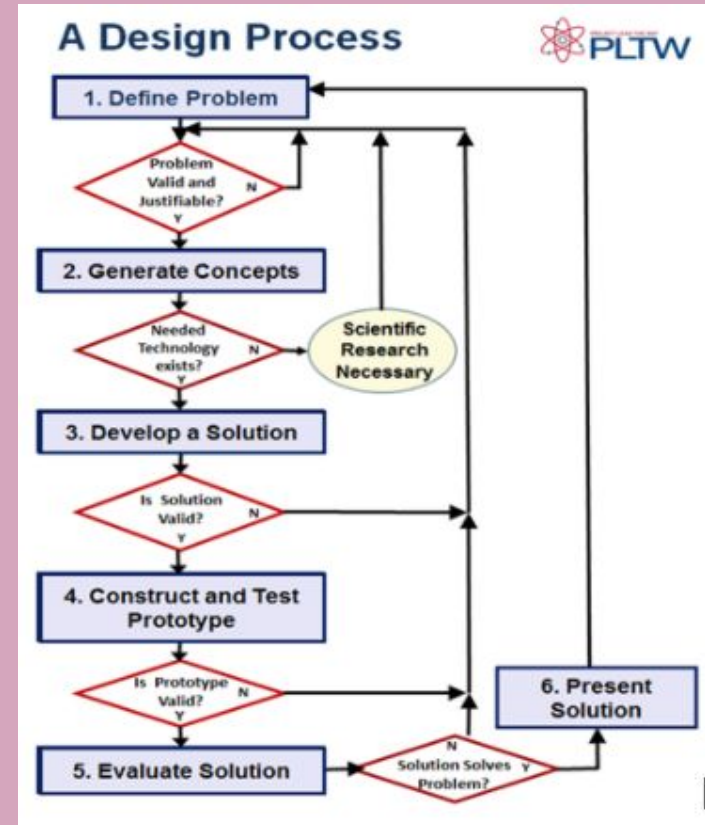 A Design Process
PLTW
1. Define Problem
Problem
Valid and
Justifiable?
N
Y
2. Generate Concepts
Needed
Technology
exists?
N
Y
Scientific
Research
Necessary
3. Develop a Solution
Is Solution
Valid?
N
Y
4. Construct and Test
Prototype
Is Prototype
Valid?
N
Y
6. Present
Solution
5. Evaluate Solution
N
Solution Solves
Problem?
Y